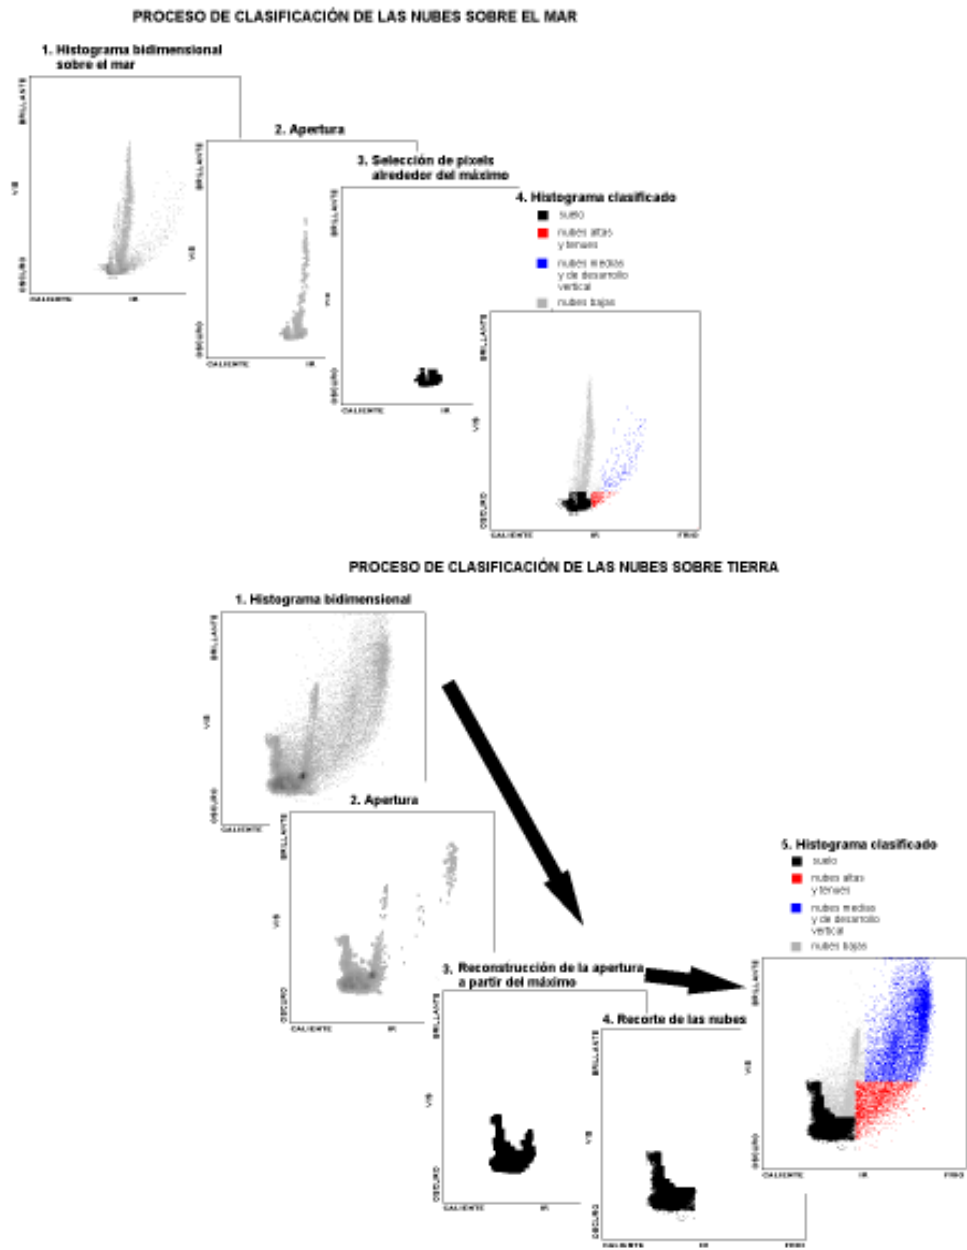 PROCESO DE CLASIFICACIÓN DE LAS NUBES SOBRE EL MAR
1. Histograma bidimensional
sobre el mar
BRILLANTE
VIS
OSCURO
CALIENTE
IR
2. Apertura
BRILLANTE
VIS
OSCURO
CALIENTE
IR
3. Selección de pixels
alrededor del máximo
BRILLANTE
VIS
OSCURO
CALIENTE
IR
4. Histograma clasificado
suelo
nubes altas
y tenues
nubes medias
y de desarrollo
vertical
nubes bajas
BRILLANTE
VIS
OSCURO
CALIENTE
IR
FRIO
PROCESO DE CLASIFICACIÓN DE LAS NUBES SOBRE TIERRA
1. Histograma bidimensional
BRILLANTE
VIS
OSCURO
CALIENTE
2. Apertura
BRILLANTE
VIS
OSCURO
CALIENTE
IR
3. Reconstrucción de la apertura
a partir del máximo
BRILLANTE
VIS
OSCURO
CALIENTE
IR
4. Recorte de las nubes
BRILLANTE
VIS
OSCURO
CALIENTE
IR
FRIO
5. Histograma clasificado
suelo
nubes altas
y tenues
nubes medias
y de desarrollo
vertical
nubes bajas
BRILLANTE
VIS
OSCURO
CALIENTE
IR
FRIO